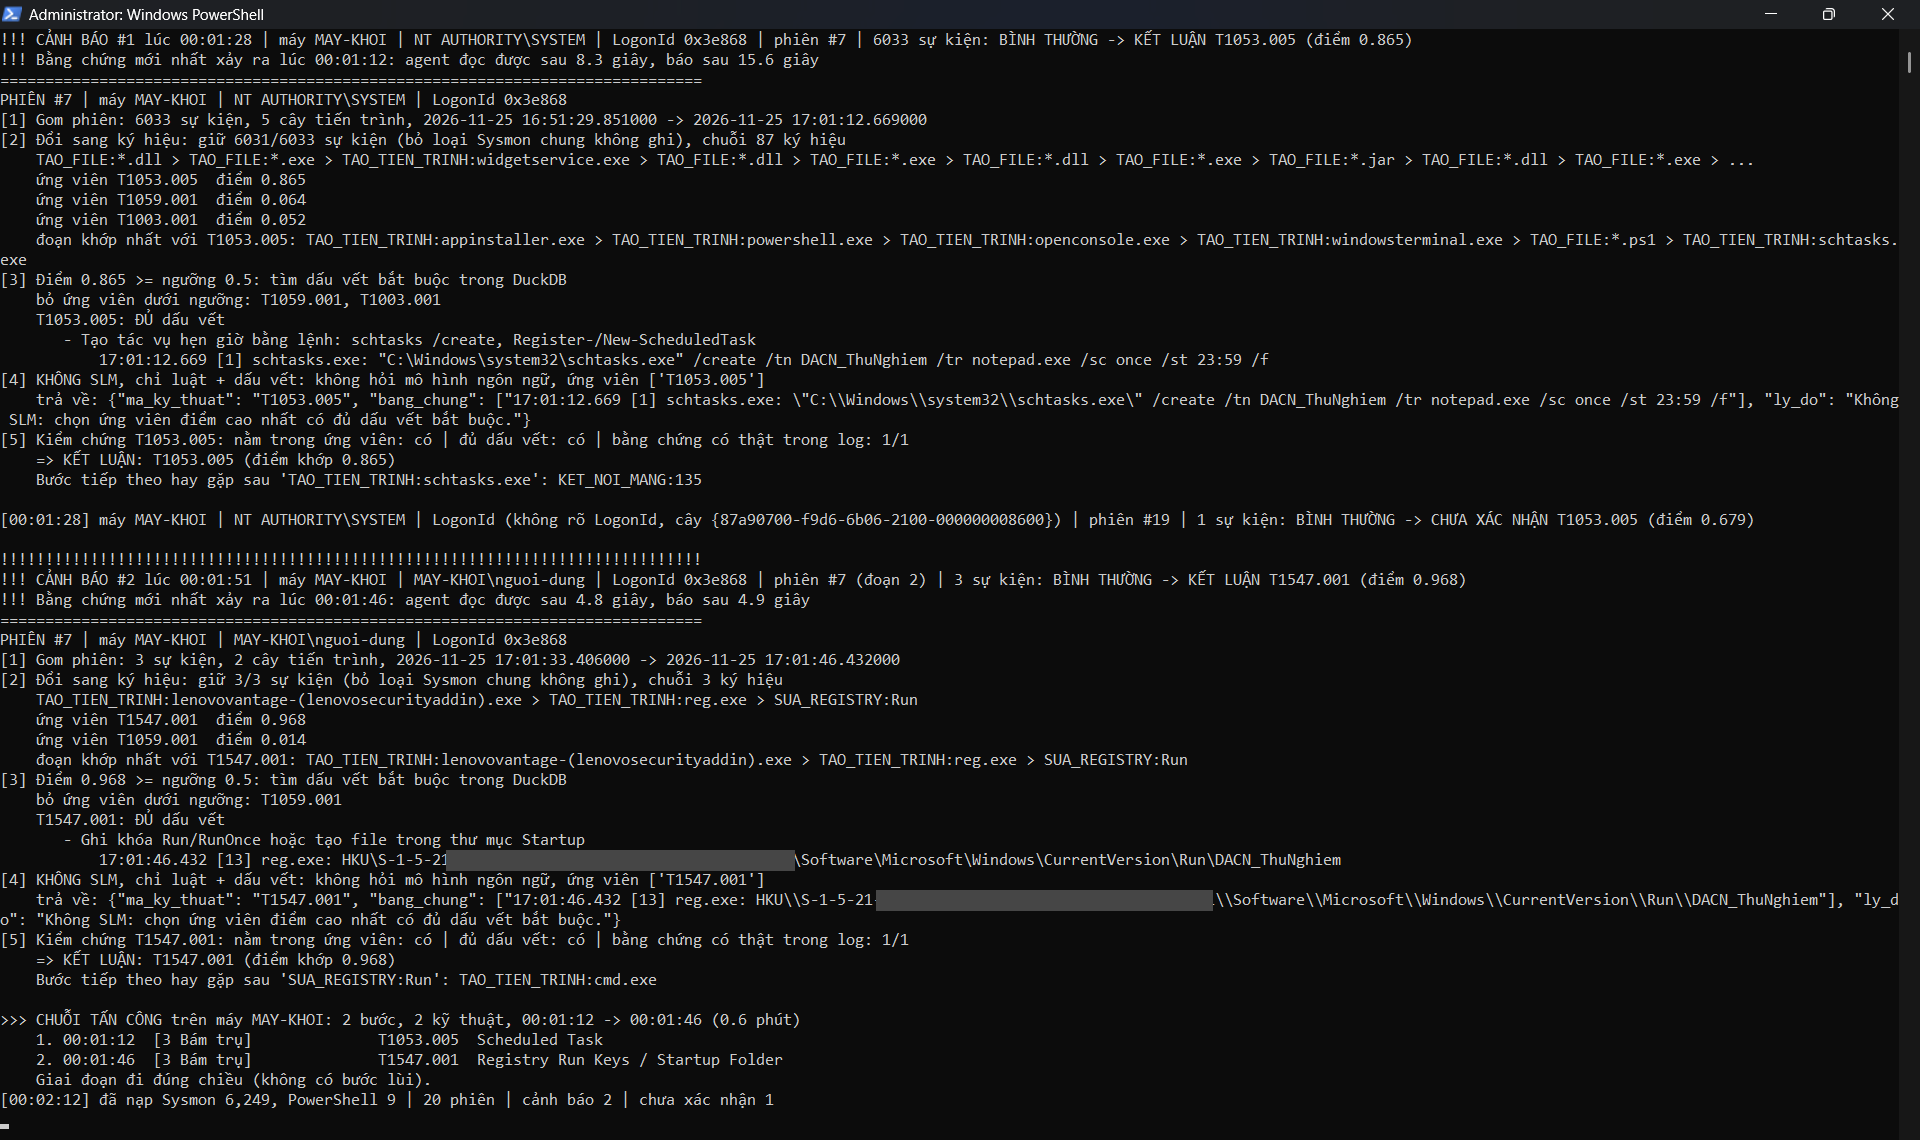 Administrator: Windows PowerShell
!!! CẢNH BÁO #1 lúc 00:01:28 | máy MAY-KHOI | NT AUTHORITY\SYSTEM | LogonId 0x3e868 | phiên #7 | 6033 sự kiện: BÌNH THƯỜNG -> KẾT LUẬN T1053.005 (điểm 0.865)
!!! Bằng chứng mới nhất xảy ra lúc 00:01:12: agent đọc được sau 8.3 giây, báo sau 15.6 giây
==============================================================================
PHIÊN #7 | máy MAY-KHOI | NT AUTHORITY\SYSTEM | LogonId 0x3e868
[1] Gom phiên: 6033 sự kiện, 5 cây tiến trình, 2026-11-25 16:51:29.851000 -> 2026-11-25 17:01:12.669000
[2] Đổi sang ký hiệu: giữ 6031/6033 sự kiện (bỏ loại Sysmon chung không ghi), chuỗi 87 ký hiệu
TAO_FILE:*.dll > TAO_FILE:*.exe > TAO_TIEN_TRINH:widgetservice.exe > TAO_FILE:*.dll > TAO_FILE:*.exe > TAO_FILE:*.dll > TAO_FILE:*.exe > TAO_FILE:*.jar > TAO_FILE:*.dll > TAO_FILE:*.exe > ...
ứng viên T1053.005  điểm 0.865
ứng viên T1059.001  điểm 0.064
ứng viên T1003.001  điểm 0.052
đoạn khớp nhất với T1053.005: TAO_TIEN_TRINH:appinstaller.exe > TAO_TIEN_TRINH:powershell.exe > TAO_TIEN_TRINH:openconsole.exe > TAO_TIEN_TRINH:windowsterminal.exe > TAO_FILE:*.ps1 > TAO_TIEN_TRINH:schtasks.
exe
[3] Điểm 0.865 >= ngưỡng 0.5: tìm dấu vết bắt buộc trong DuckDB
bỏ ứng viên dưới ngưỡng: T1059.001, T1003.001
T1053.005: ĐỦ dấu vết
- Tạo tác vụ hẹn giờ bằng lệnh: schtasks /create, Register-/New-ScheduledTask
17:01:12.669 [1] schtasks.exe: "C:\Windows\system32\schtasks.exe" /create /tn DACN_ThuNghiem /tr notepad.exe /sc once /st 23:59 /f
[4] KHÔNG SLM, chỉ luật + dấu vết: không hỏi mô hình ngôn ngữ, ứng viên ['T1053.005']
trả về: {"ma_ky_thuat": "T1053.005", "bang_chung": ["17:01:12.669 [1] schtasks.exe: \"C:\\Windows\\system32\\schtasks.exe\" /create /tn DACN_ThuNghiem /tr notepad.exe /sc once /st 23:59 /f"], "ly_do": "Không
SLM: chọn ứng viên điểm cao nhất có đủ dấu vết bắt buộc."}
[5] Kiểm chứng T1053.005: nằm trong ứng viên: có | đủ dấu vết: có | bằng chứng có thật trong log: 1/1
=> KẾT LUẬN: T1053.005 (điểm khớp 0.865)
Bước tiếp theo hay gặp sau 'TAO_TIEN_TRINH:schtasks.exe': KET_NOI_MANG:135
[00:01:28] máy MAY-KHOI | NT AUTHORITY\SYSTEM | LogonId (không rõ LogonId, cây {87a90700-f9d6-6b06-2100-000000008600}) | phiên #19 | 1 sự kiện: BÌNH THƯỜNG -> CHƯA XÁC NHẬN T1053.005 (điểm 0.679)
!!!!!!!!!!!!!!!!!!!!!!!!!!!!!!!!!!!!!!!!!!!!!!!!!!!!!!!!!!!!!!!!!!!!!!!!!!!!!!
!!! CẢNH BÁO #2 lúc 00:01:51 | máy MAY-KHOI | MAY-KHOI\nguoi-dung | LogonId 0x3e868 | phiên #7 (đoạn 2) | 3 sự kiện: BÌNH THƯỜNG -> KẾT LUẬN T1547.001 (điểm 0.968)
!!! Bằng chứng mới nhất xảy ra lúc 00:01:46: agent đọc được sau 4.8 giây, báo sau 4.9 giây
==============================================================================
PHIÊN #7 | máy MAY-KHOI | MAY-KHOI\nguoi-dung | LogonId 0x3e868
[1] Gom phiên: 3 sự kiện, 2 cây tiến trình, 2026-11-25 17:01:33.406000 -> 2026-11-25 17:01:46.432000
[2] Đổi sang ký hiệu: giữ 3/3 sự kiện (bỏ loại Sysmon chung không ghi), chuỗi 3 ký hiệu
TAO_TIEN_TRINH:lenovovantage-(lenovosecurityaddin).exe > TAO_TIEN_TRINH:reg.exe > SUA_REGISTRY:Run
ứng viên T1547.001  điểm 0.968
ứng viên T1059.001  điểm 0.014
đoạn khớp nhất với T1547.001: TAO_TIEN_TRINH:lenovovantage-(lenovosecurityaddin).exe > TAO_TIEN_TRINH:reg.exe > SUA_REGISTRY:Run
[3] Điểm 0.968 >= ngưỡng 0.5: tìm dấu vết bắt buộc trong DuckDB
bỏ ứng viên dưới ngưỡng: T1059.001
T1547.001: ĐỦ dấu vết
- Ghi khóa Run/RunOnce hoặc tạo file trong thư mục Startup
17:01:46.432 [13] reg.exe: HKU\S-1-5-21 \Software\Microsoft\Windows\CurrentVersion\Run\DACN_ThuNghiem
[4] KHÔNG SLM, chỉ luật + dấu vết: không hỏi mô hình ngôn ngữ, ứng viên ['T1547.001']
trả về: {"ma_ky_thuat": "T1547.001", "bang_chung": ["17:01:46.432 [13] reg.exe: HKU\\S-1-5-21 \\Software\\Microsoft\\Windows\\CurrentVersion\\Run\\DACN_ThuNghiem"], "ly_d
o": "Không SLM: chọn ứng viên điểm cao nhất có đủ dấu vết bắt buộc."}
[5] Kiểm chứng T1547.001: nằm trong ứng viên: có | đủ dấu vết: có | bằng chứng có thật trong log: 1/1
=> KẾT LUẬN: T1547.001 (điểm khớp 0.968)
Bước tiếp theo hay gặp sau 'SUA_REGISTRY:Run': TAO_TIEN_TRINH:cmd.exe
>>> CHUỖI TẤN CÔNG trên máy MAY-KHOI: 2 bước, 2 kỹ thuật, 00:01:12 -> 00:01:46 (0.6 phút)
1. 00:01:12  [3 Bám trụ]  T1053.005  Scheduled Task
2. 00:01:46  [3 Bám trụ]  T1547.001  Registry Run Keys / Startup Folder
Giai đoạn đi đúng chiều (không có bước lùi).
[00:02:12] đã nạp Sysmon 6,249, PowerShell 9 | 20 phiên | cảnh báo 2 | chưa xác nhận 1